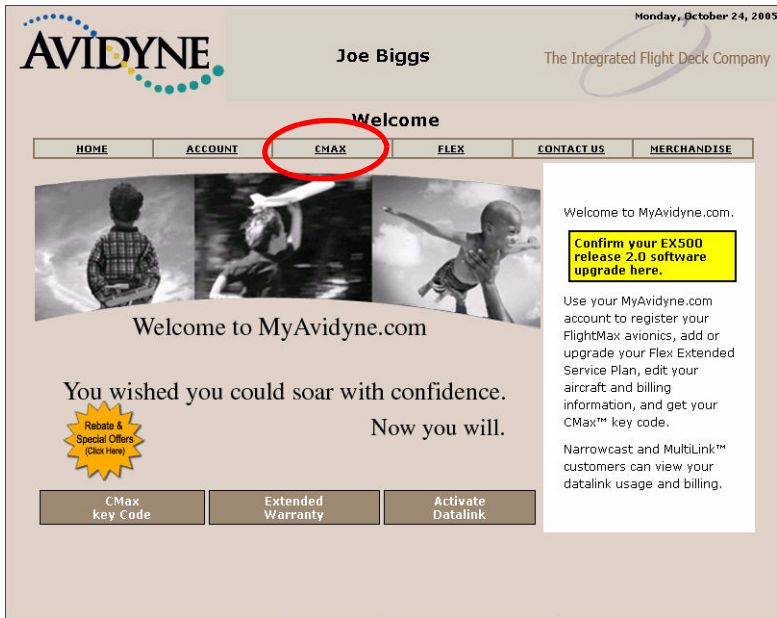 Monday, October 24, 2005
AVIDYNE
Joe Biggs
The Integrated Flight Deck Company
Welcome
HOME ACCOUNT CMAX FLEX CONTACT US MERCHANDISE
Welcome to MyAvidyne.com
You wished you could soar with confidence.
Now you will.
Rebate &
Special Offers
(Click Here)
CMax
key Code
Extended
Warranty
Activate
Datalink
Welcome to MyAvidyne.com.
Confirm your EX500
release 2.0 software
upgrade here.
Use your MyAvidyne.com
account to register your
FlightMax avionics, add or
upgrade your Flex Extended
Service Plan, edit your
aircraft and billing
information, and get your
CMax™ key code.
Narrowcast and MultiLink™
customers can view your
datalink usage and billing.